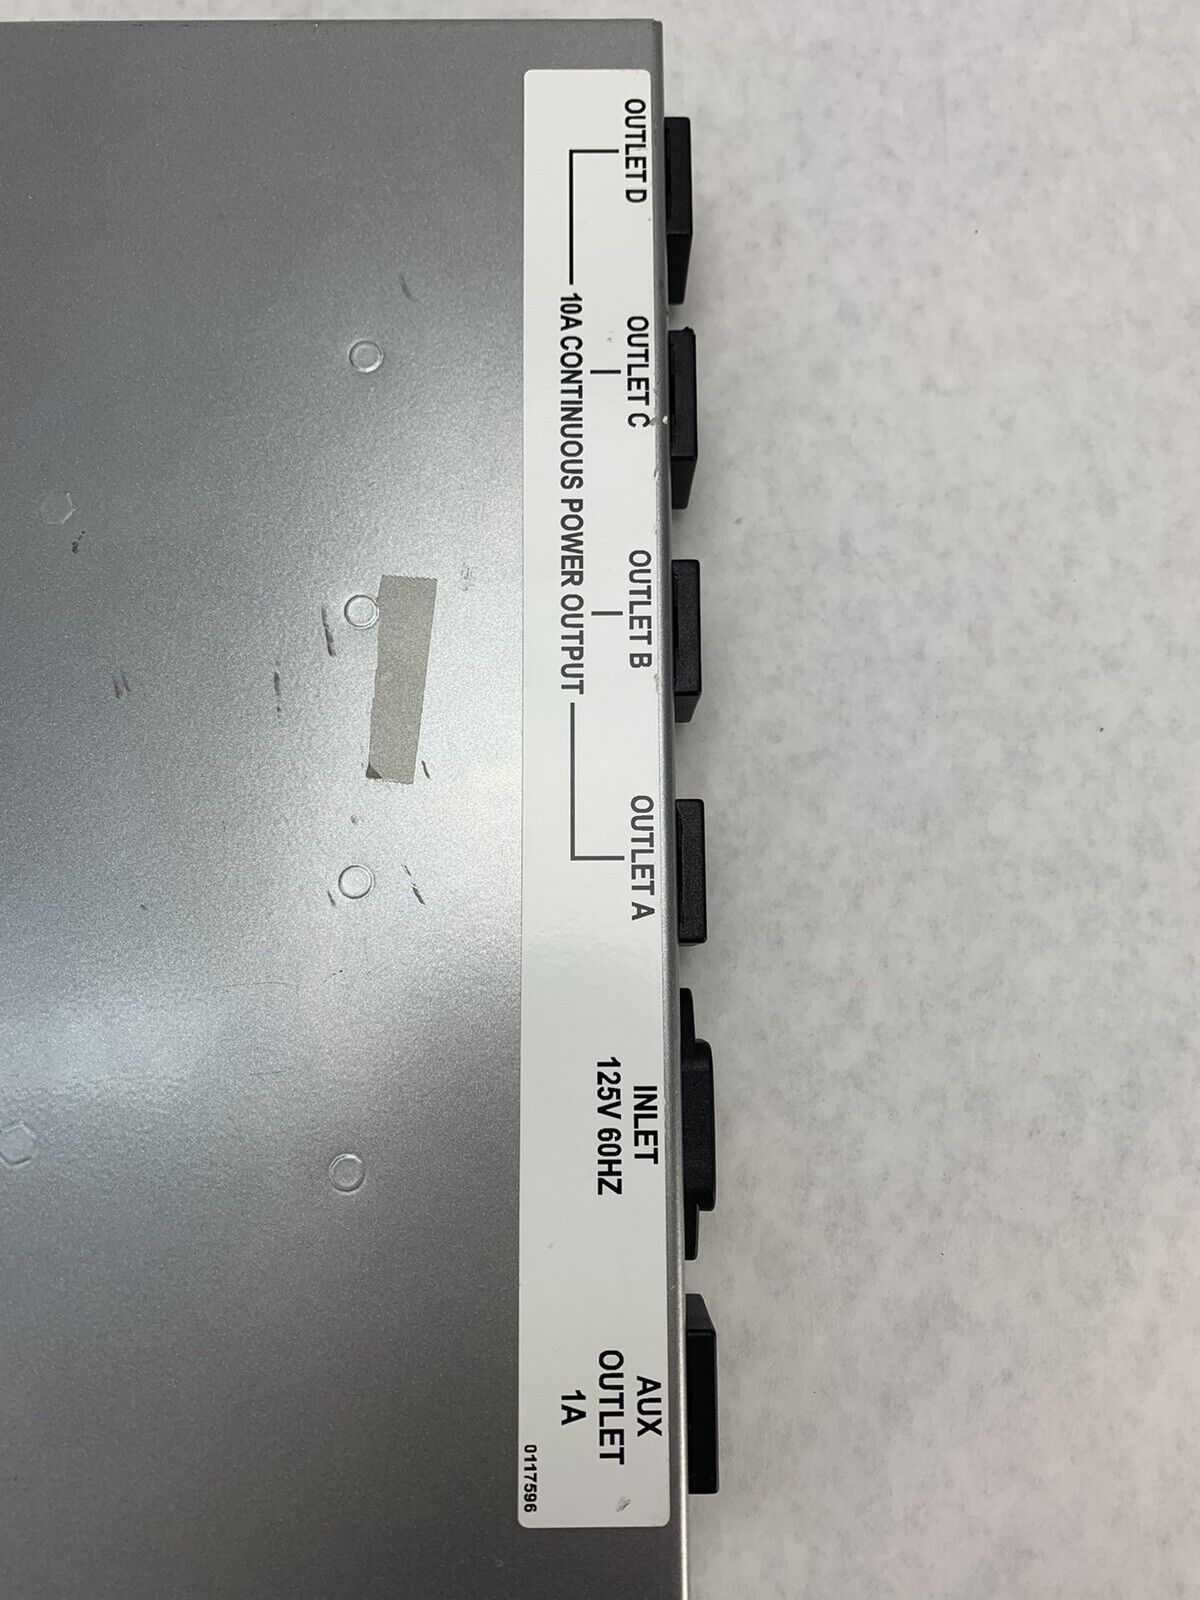 OUTLET D
OUTLET C
OUTLET B
OUTLET A
10A CONTINUOUS POWER OUTPUT
INLET
125V 60HZ
AUX
OUTLET
1A
0117596